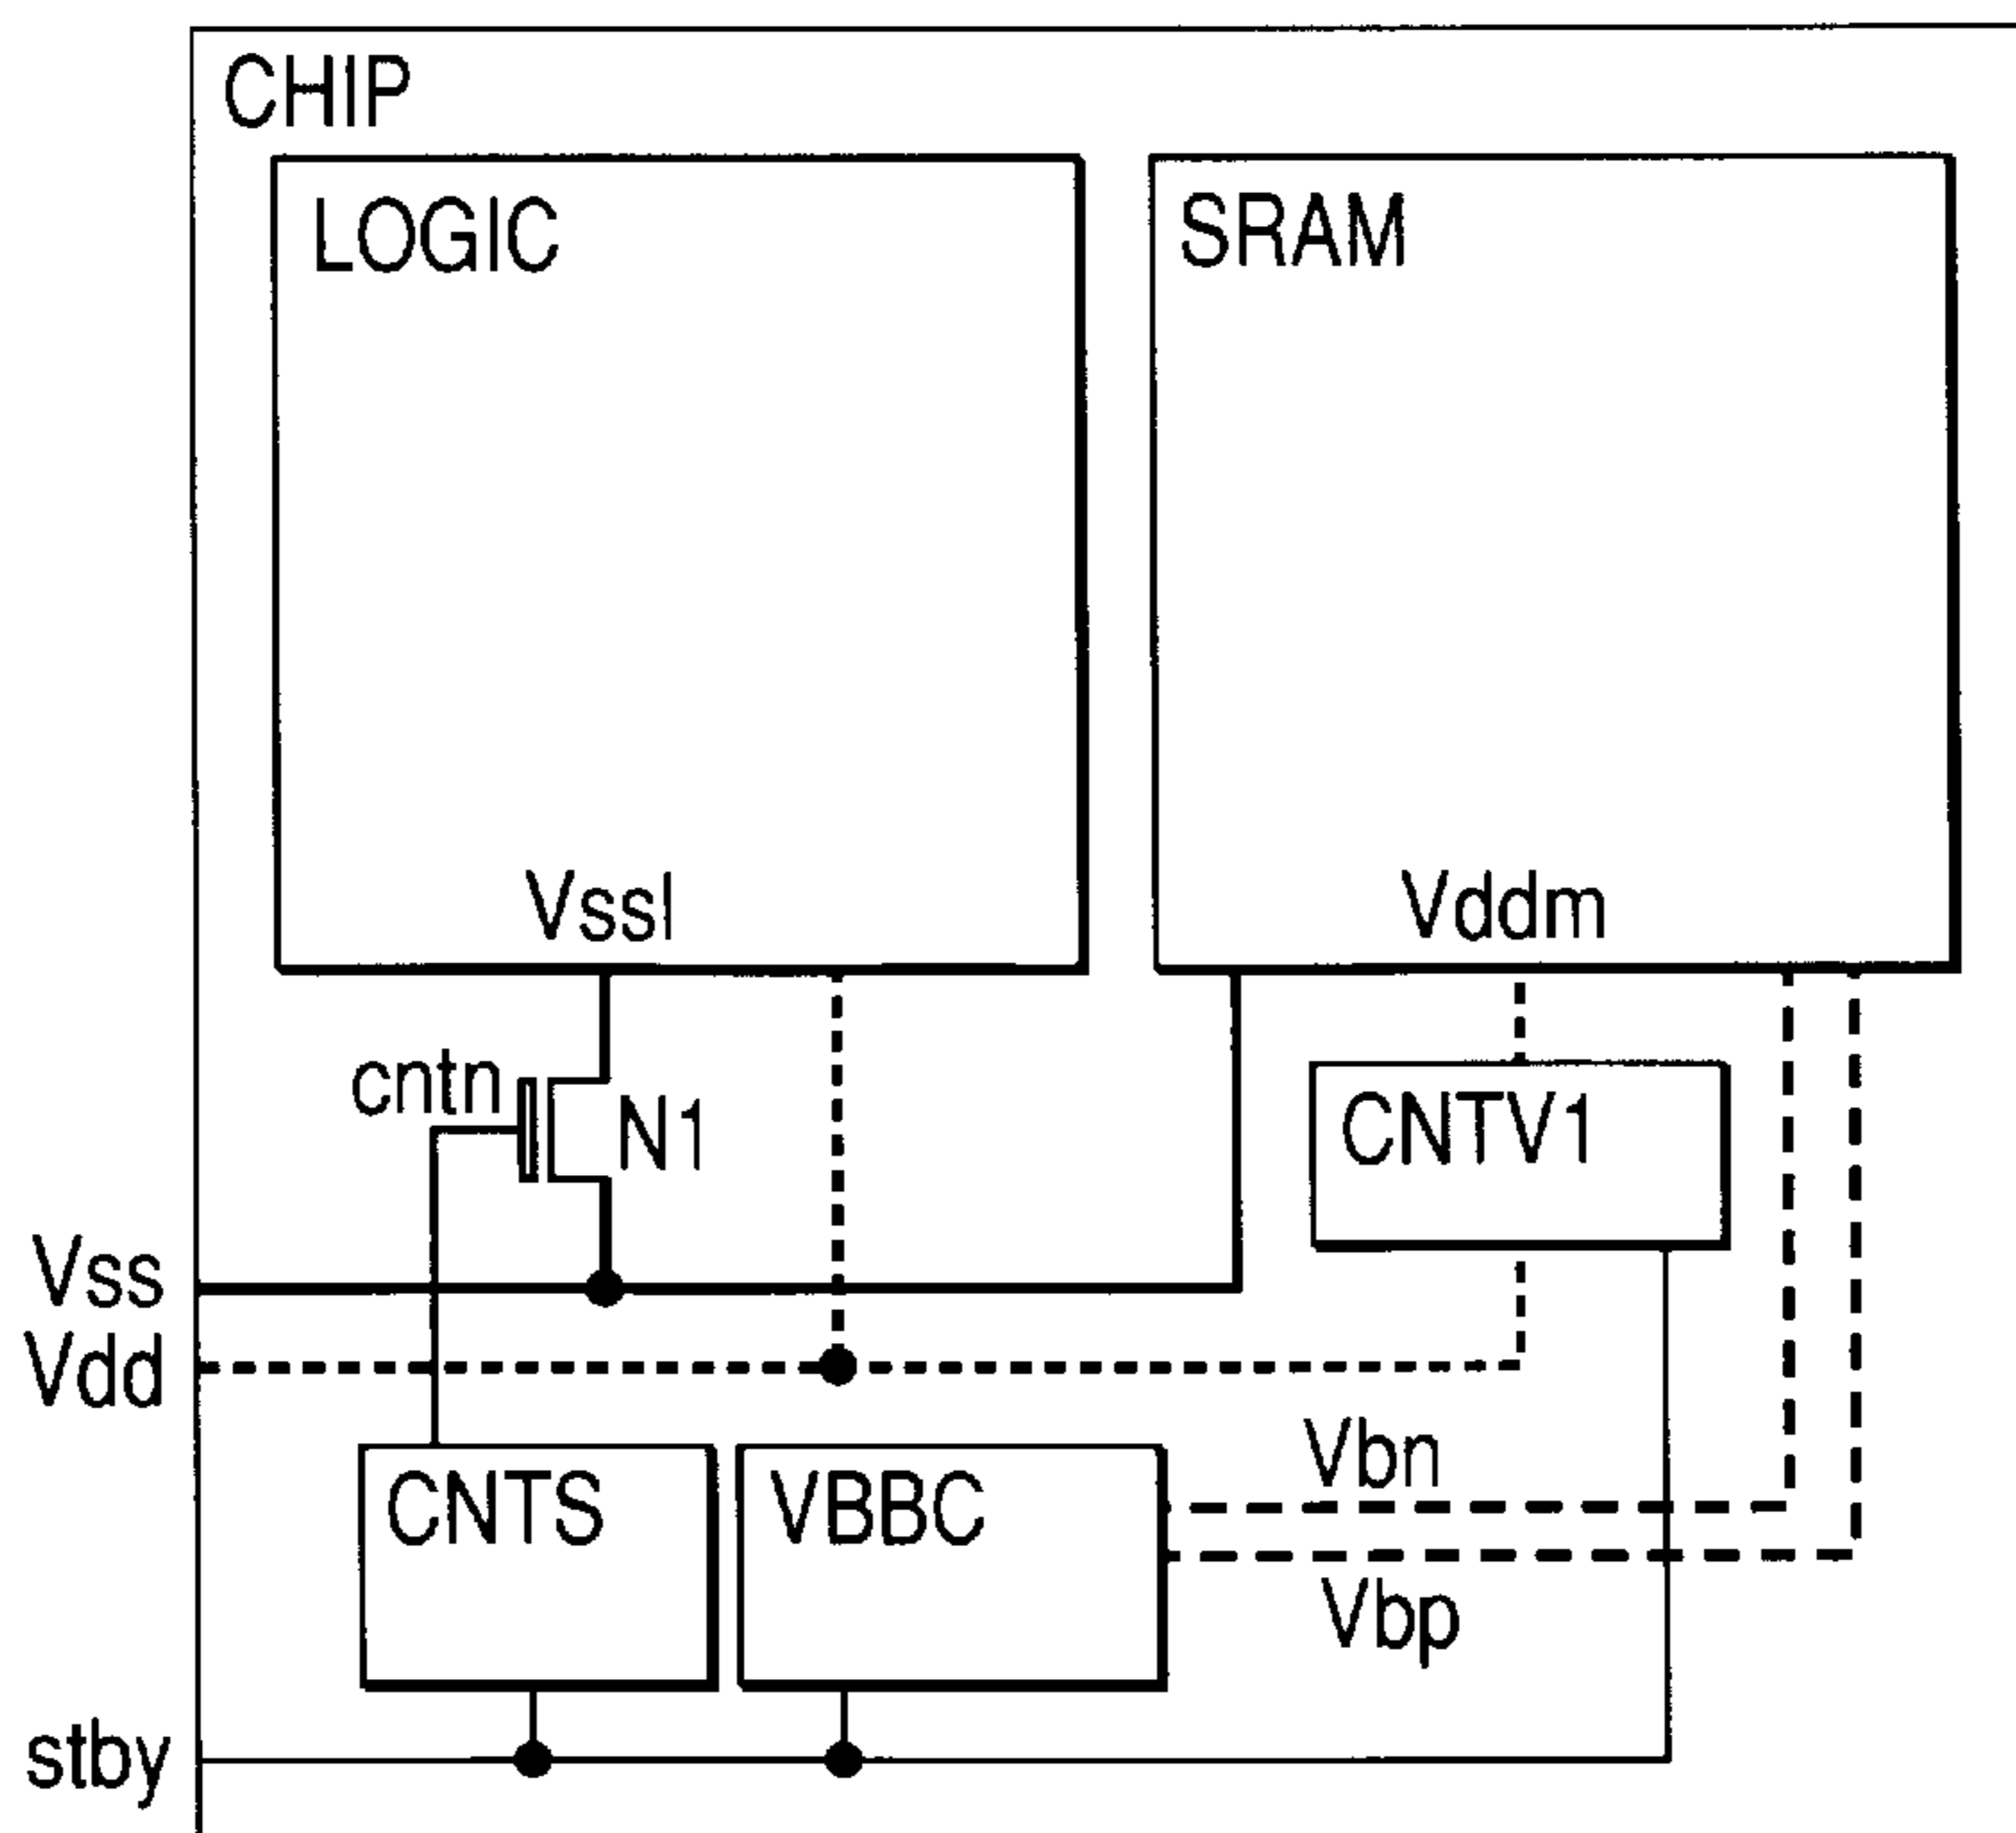 CHIP
LOGIC
SRAM
Vssl
Vddm
cntn
N1
CNTV1
Vss
Vdd
Vbn
CNTS
VBBC
Vbp
stby